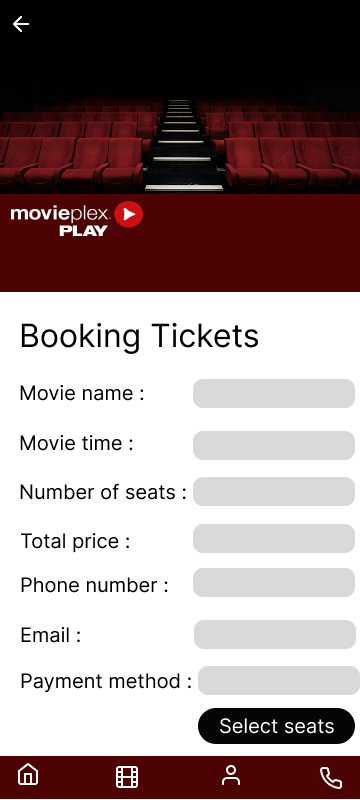 movieplex
PLAY
Booking Tickets
Movie name :
Movie time :
Number of seats :
Total price :
Phone number :
Email :
Payment method :
Select seats